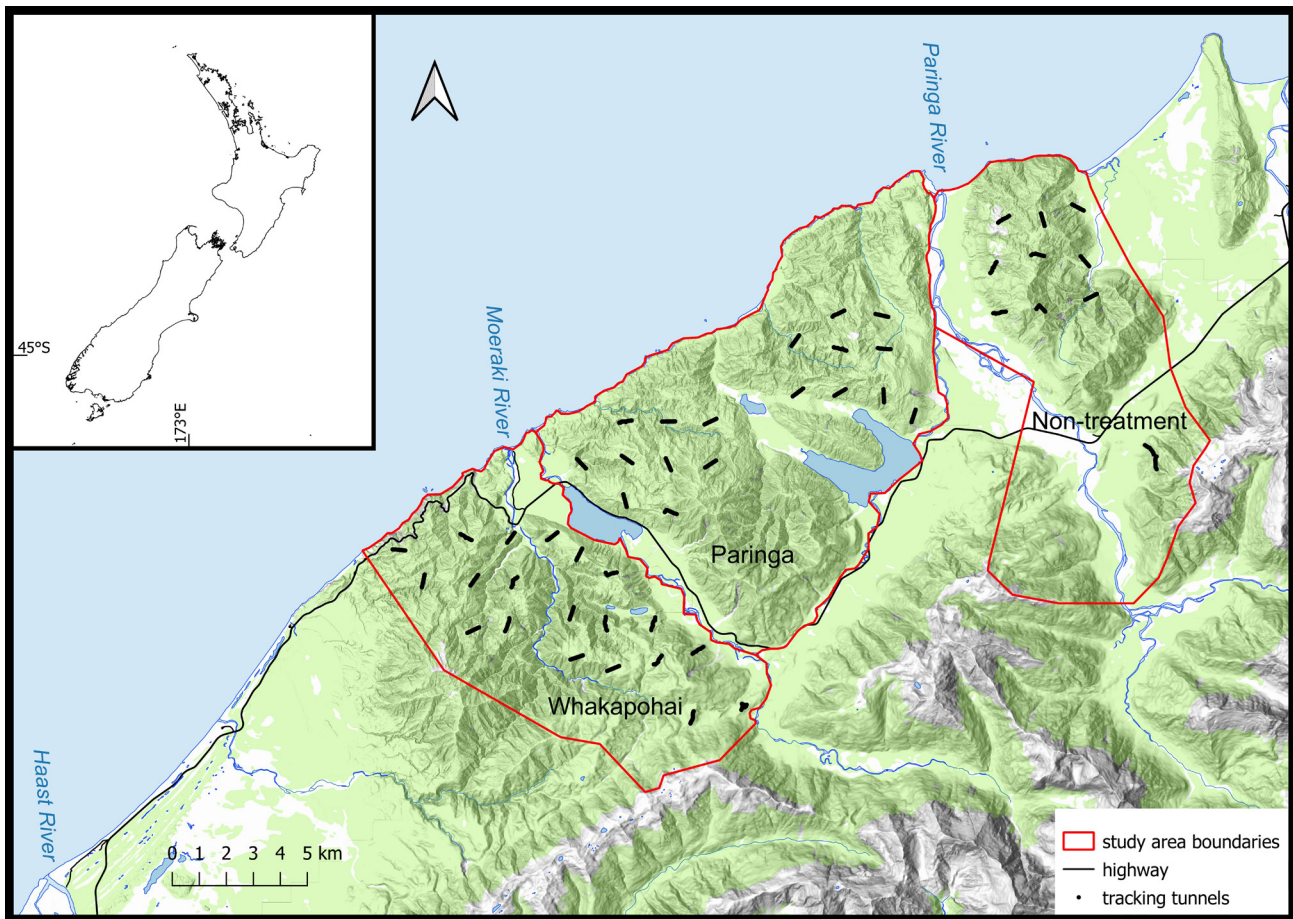 45°S
173°E
Paringa River
Moeraki River
Non-treatment
Paringa
Whakapohai
Haast River
0 1 2 3 4 5 km
study area boundaries
highway
tracking tunnels